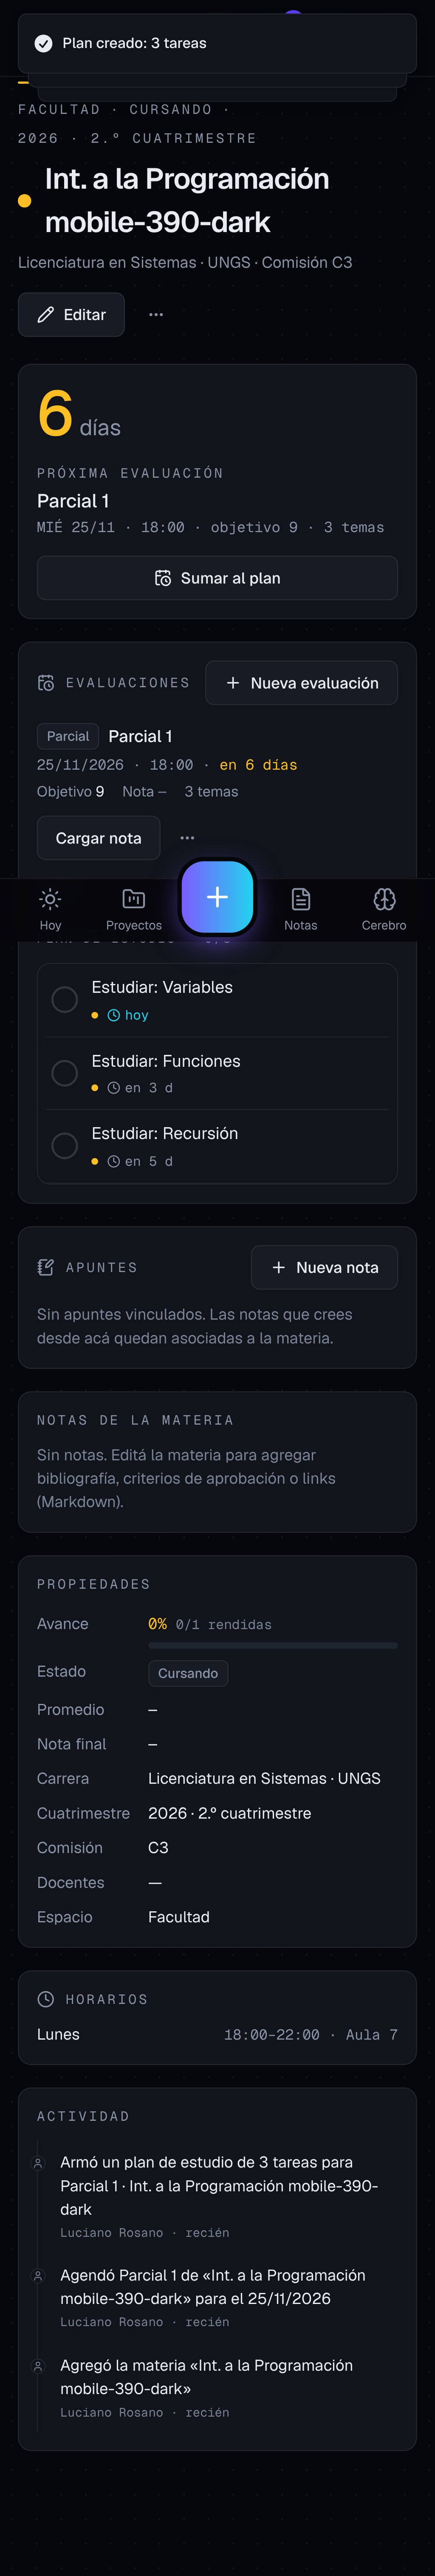 Plan creado: 3 tareas
FACULTAD · CURSANDO ·
2026 · 2.º CUATRIMESTRE
Int. a la Programación
mobile-390-dark
Licenciatura en Sistemas · UNGS · Comisión C3
Editar
6 días
PRÓXIMA EVALUACIÓN
Parcial 1
MIÉ 25/11 · 18:00 · objetivo 9 · 3 temas
Sumar al plan
EVALUACIONES
Nueva evaluación
Parcial Parcial 1
25/11/2026 · 18:00 · en 6 días
Objetivo 9 Nota — 3 temas
Cargar nota
Hoy
Proyectos
Notas
Cerebro
Estudiar: Variables
hoy
Estudiar: Funciones
en 3 d
Estudiar: Recursión
en 5 d
APUNTES
Nueva nota
Sin apuntes vinculados. Las notas que crees
desde acá quedan asociadas a la materia.
NOTAS DE LA MATERIA
Sin notas. Editá la materia para agregar
bibliografía, criterios de aprobación o links
(Markdown).
PROPIEDADES
Avance 0% 0/1 rendidas
Estado Cursando
Promedio —
Nota final —
Carrera Licenciatura en Sistemas · UNGS
Cuatrimestre 2026 · 2.º cuatrimestre
Comisión C3
Docentes —
Espacio Facultad
HORARIOS
Lunes 18:00–22:00 · Aula 7
ACTIVIDAD
Armó un plan de estudio de 3 tareas para
Parcial 1 · Int. a la Programación mobile-390-
dark
Luciano Rosano · recién
Agendó Parcial 1 de «Int. a la Programación
mobile-390-dark» para el 25/11/2026
Luciano Rosano · recién
Agregó la materia «Int. a la Programación
mobile-390-dark»
Luciano Rosano · recién